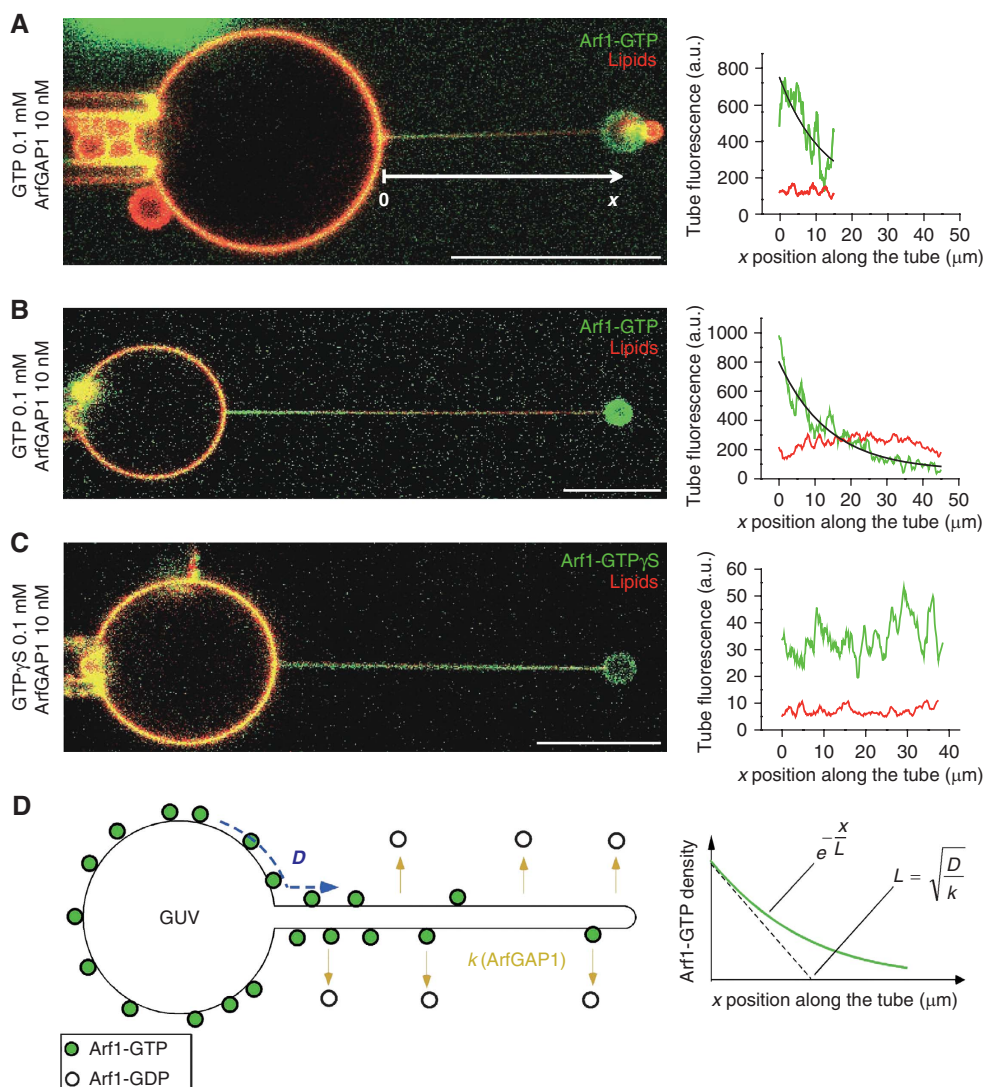 A
GTP 0.1 mM
ArfGAP1 10 nM
Arf1-GTP
Lipids
0
x
Tube fluorescence (a.u.)
800
600
400
200
0
0 10 20 30 40 50
x position along the tube (μm)
B
GTP 0.1 mM
ArfGAP1 10 nM
Arf1-GTP
Lipids
Tube fluorescence (a.u.)
1000
800
600
400
200
0
0 10 20 30 40 50
x position along the tube (μm)
C
GTPγS 0.1 mM
ArfGAP1 10 nM
Arf1-GTPγS
Lipids
Tube fluorescence (a.u.)
60
50
40
30
20
10
0
0 10 20 30 40
x position along the tube (μm)
D
D
GUV
k (ArfGAP1)
Arf1-GTP
Arf1-GDP
Arf1-GTP density
e^{-x/L}
L = √(D/k)
x position along the tube (μm)